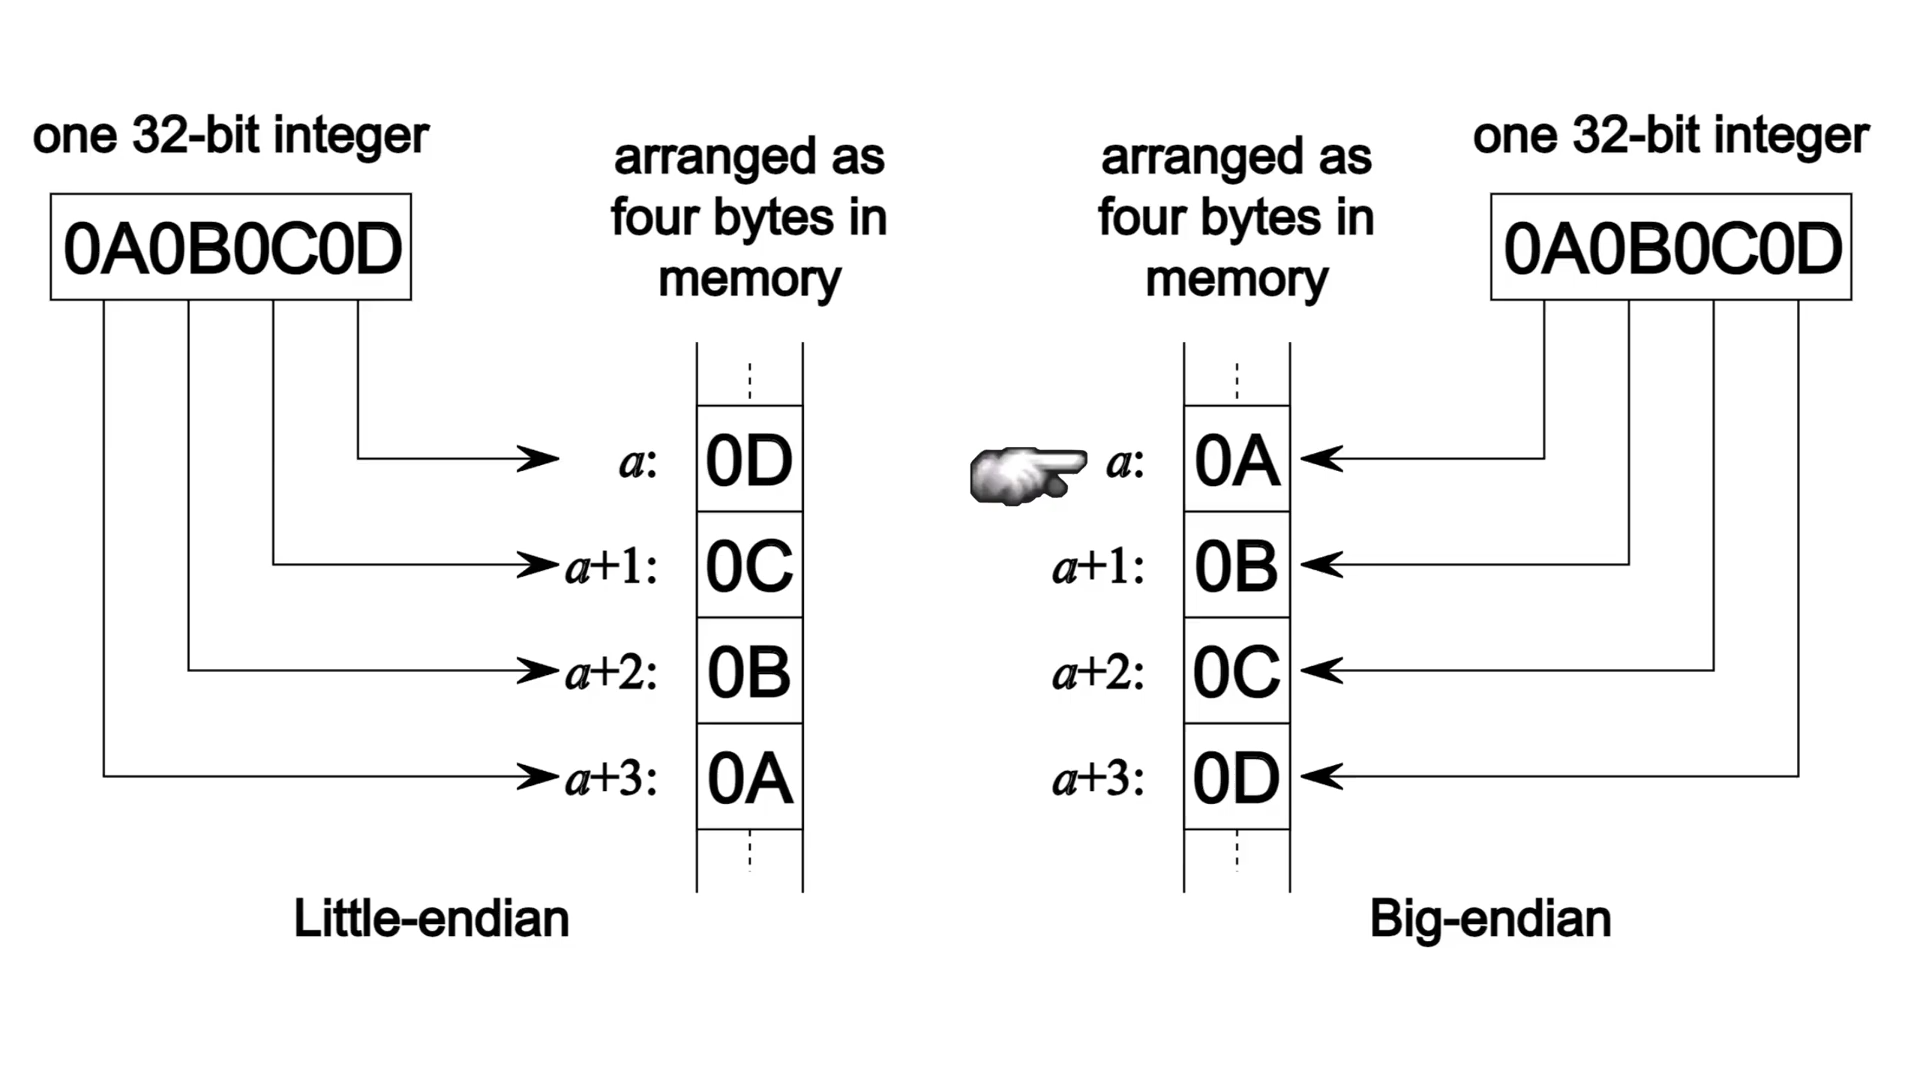 one 32-bit integer
0A0B0C0D
arranged as
four bytes in
memory
a: 0D
a+1: 0C
a+2: 0B
a+3: 0A
Little-endian
arranged as
four bytes in
memory
one 32-bit integer
0A0B0C0D
a: 0A
a+1: 0B
a+2: 0C
a+3: 0D
Big-endian